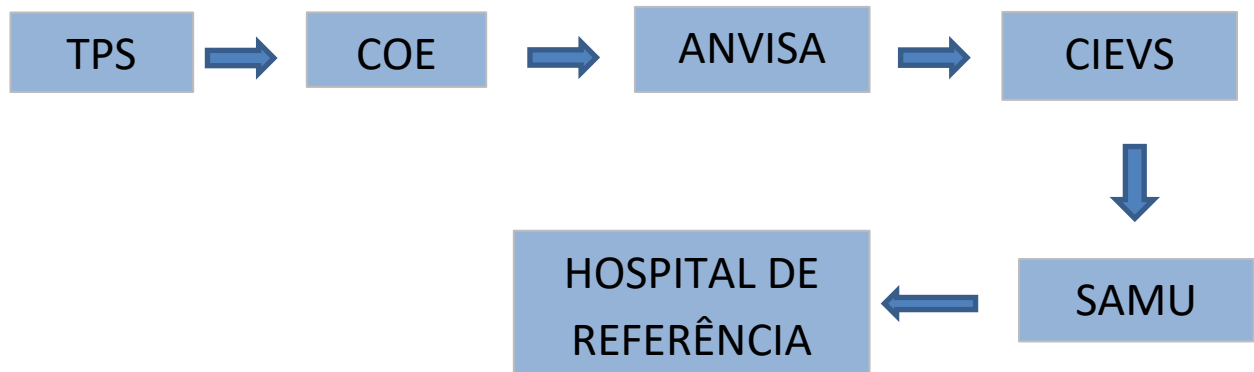 TPS
COE
ANVISA
CIEVS
SAMU
HOSPITAL DE
REFERÊNCIA